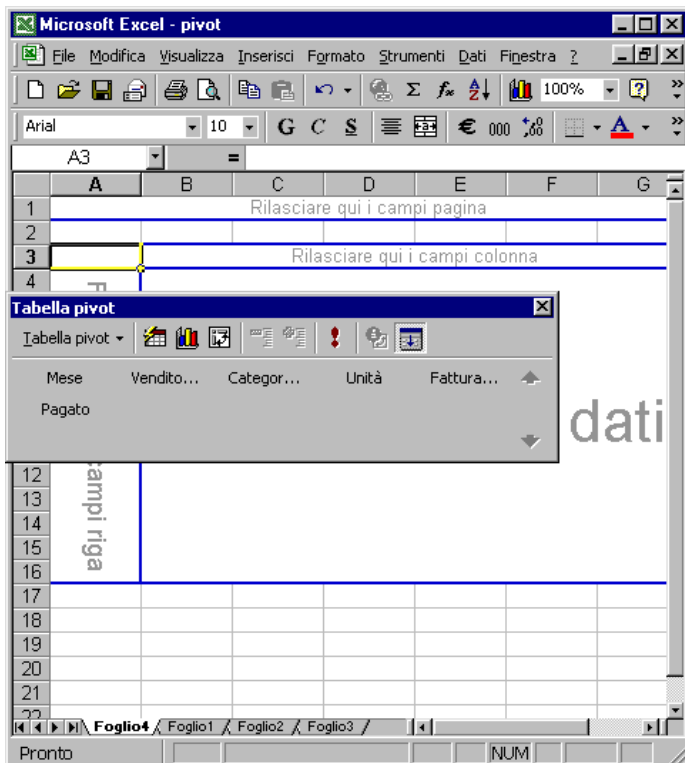 Microsoft Excel - pivot
File Modifica Visualizza Inserisci Formato Strumenti Dati Finestra ?
Σ fx A Z 100% ? »
Arial 10 G C S € 000 ,00 A »
A3 =
A B C D E F G
1 Rilasciare qui i campi pagina
2
3 Rilasciare qui i campi colonna
4
Tabella pivot
Tabella pivot
Mese Vendito... Categor... Unità Fattura...
Pagato
dati
campi riga
12
13
14
15
16
17
18
19
20
21
22
Foglio4 Foglio1 Foglio2 Foglio3
Pronto NUM